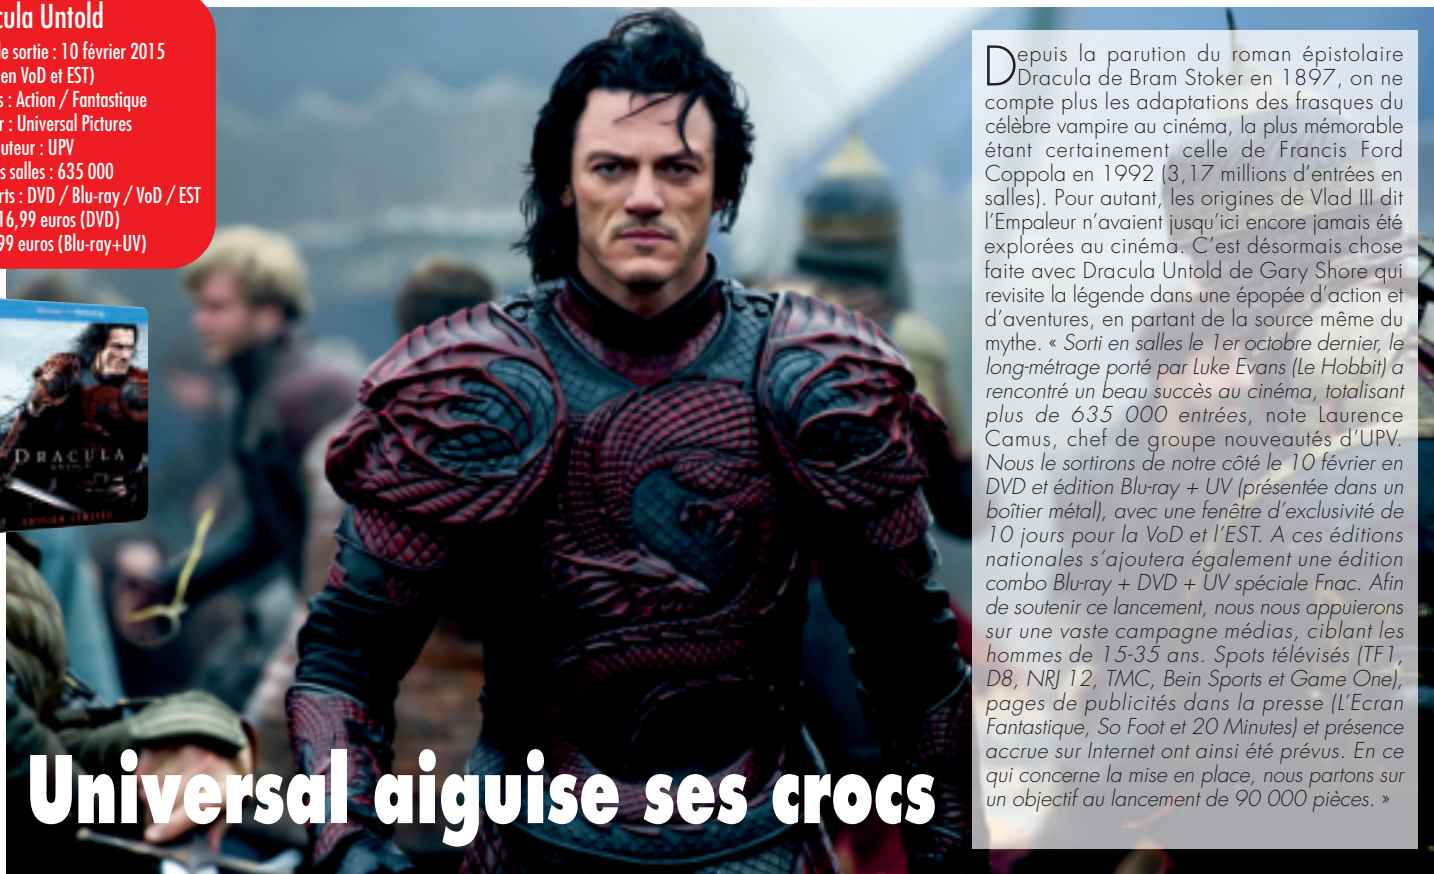 cula Untold
de sortie : 10 février 2015
en VoD et EST)
s : Action / Fantastique
r : Universal Pictures
uteur : UPV
s salles : 635 000
rts : DVD / Blu-ray / VoD / EST
16,99 euros (DVD)
99 euros (Blu-ray+UV)
DRACULA
Universal aiguise ses crocs
Depuis la parution du roman épistolaire
Dracula de Bram Stoker en 1897, on ne
compte plus les adaptations des frasques du
célèbre vampire au cinéma, la plus mémorable
étant certainement celle de Francis Ford
Coppola en 1992 (3,17 millions d’entrées en
salles). Pour autant, les origines de Vlad III dit
l’Empaleur n’avaient jusqu’ici encore jamais été
explorées au cinéma. C’est désormais chose
faite avec Dracula Untold de Gary Shore qui
revisite la légende dans une épopée d’action et
d’aventures, en partant de la source même du
mythe. « Sorti en salles le 1er octobre dernier, le
long-métrage porté par Luke Evans (Le Hobbit) a
rencontré un beau succès au cinéma, totalisant
plus de 635 000 entrées, note Laurence
Camus, chef de groupe nouveautés d’UPV.
Nous le sortirons de notre côté le 10 février en
DVD et édition Blu-ray + UV (présentée dans un
boîtier métal), avec une fenêtre d’exclusivité de
10 jours pour la VoD et l’EST. A ces éditions
nationales s’ajoutera également une édition
combo Blu-ray + DVD + UV spéciale Fnac. Afin
de soutenir ce lancement, nous nous appuierons
sur une vaste campagne médias, ciblant les
hommes de 15-35 ans. Spots télévisés (TF1,
D8, NRJ 12, TMC, Bein Sports et Game One),
pages de publicités dans la presse (L’Ecran
Fantastique, So Foot et 20 Minutes) et présence
accrue sur Internet ont ainsi été prévus. En ce
qui concerne la mise en place, nous partons sur
un objectif au lancement de 90 000 pièces. »